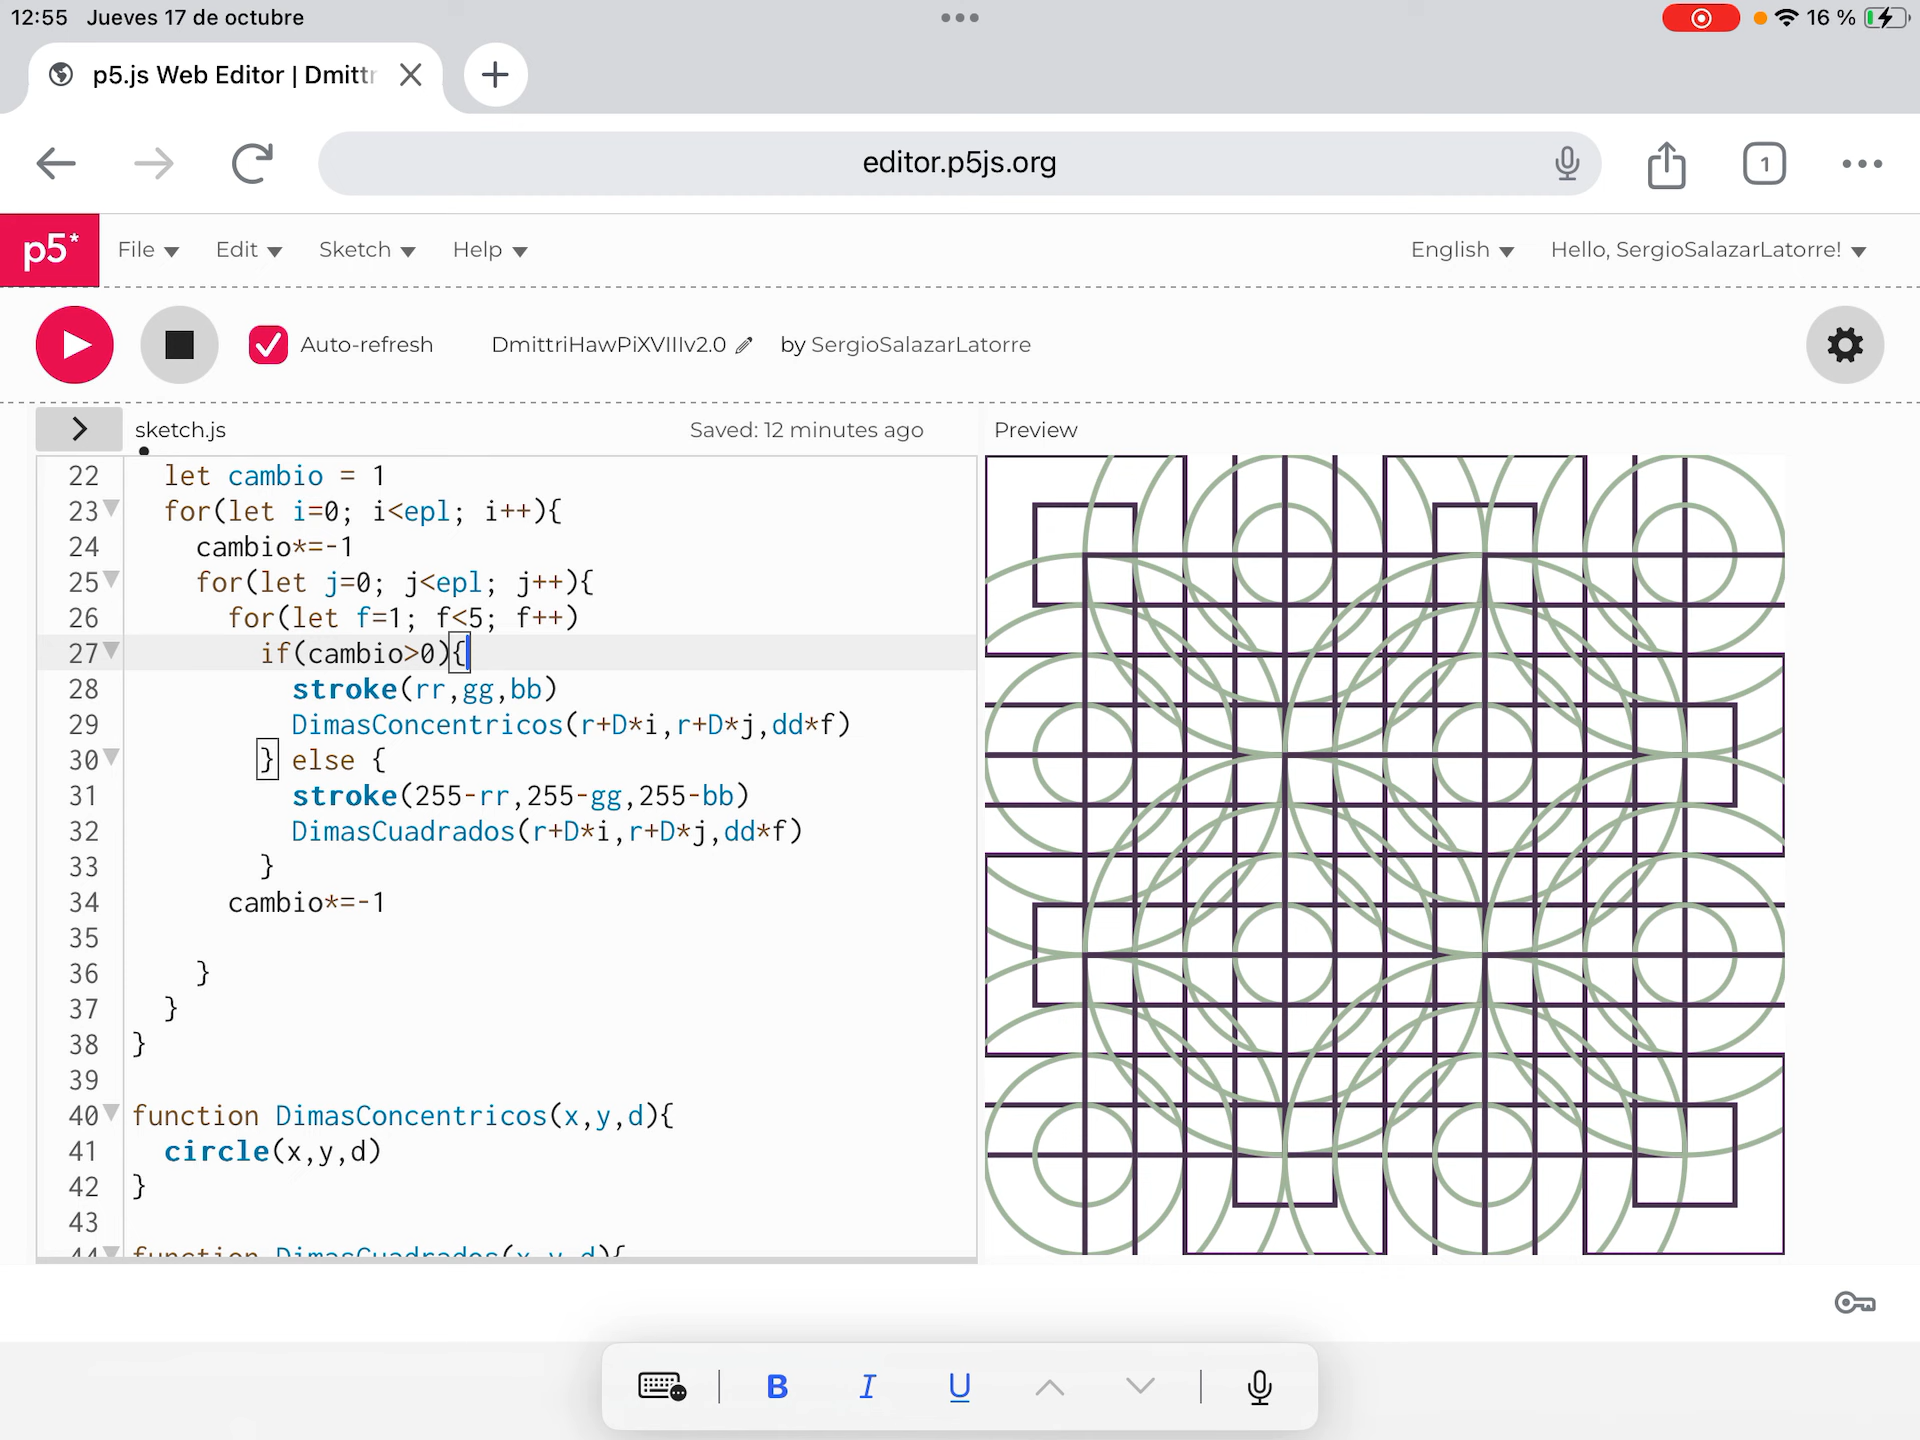 12:55 Jueves 17 de octubre 16 %
p5.js Web Editor | Dmittr
editor.p5js.org 1
p5* File Edit Sketch Help English Hello, SergioSalazarLatorre!
Auto-refresh DmittriHawPiXVIIIv2.0 by SergioSalazarLatorre
sketch.js Saved: 12 minutes ago Preview
22 let cambio = 1
23 for(let i=0; i<epl; i++){
24 cambio*=-1
25 for(let j=0; j<epl; j++){
26 for(let f=1; f<5; f++)
27 if(cambio>0){
28 stroke(rr,gg,bb)
29 DimasConcentricos(r+D*i,r+D*j,dd*f)
30 } else {
31 stroke(255-rr,255-gg,255-bb)
32 DimasCuadrados(r+D*i,r+D*j,dd*f)
33 }
34 cambio*=-1
35
36 }
37 }
38 }
39
40 function DimasConcentricos(x,y,d){
41 circle(x,y,d)
42 }
43
44 function DimasCuadrados(x,y,d){
B I U